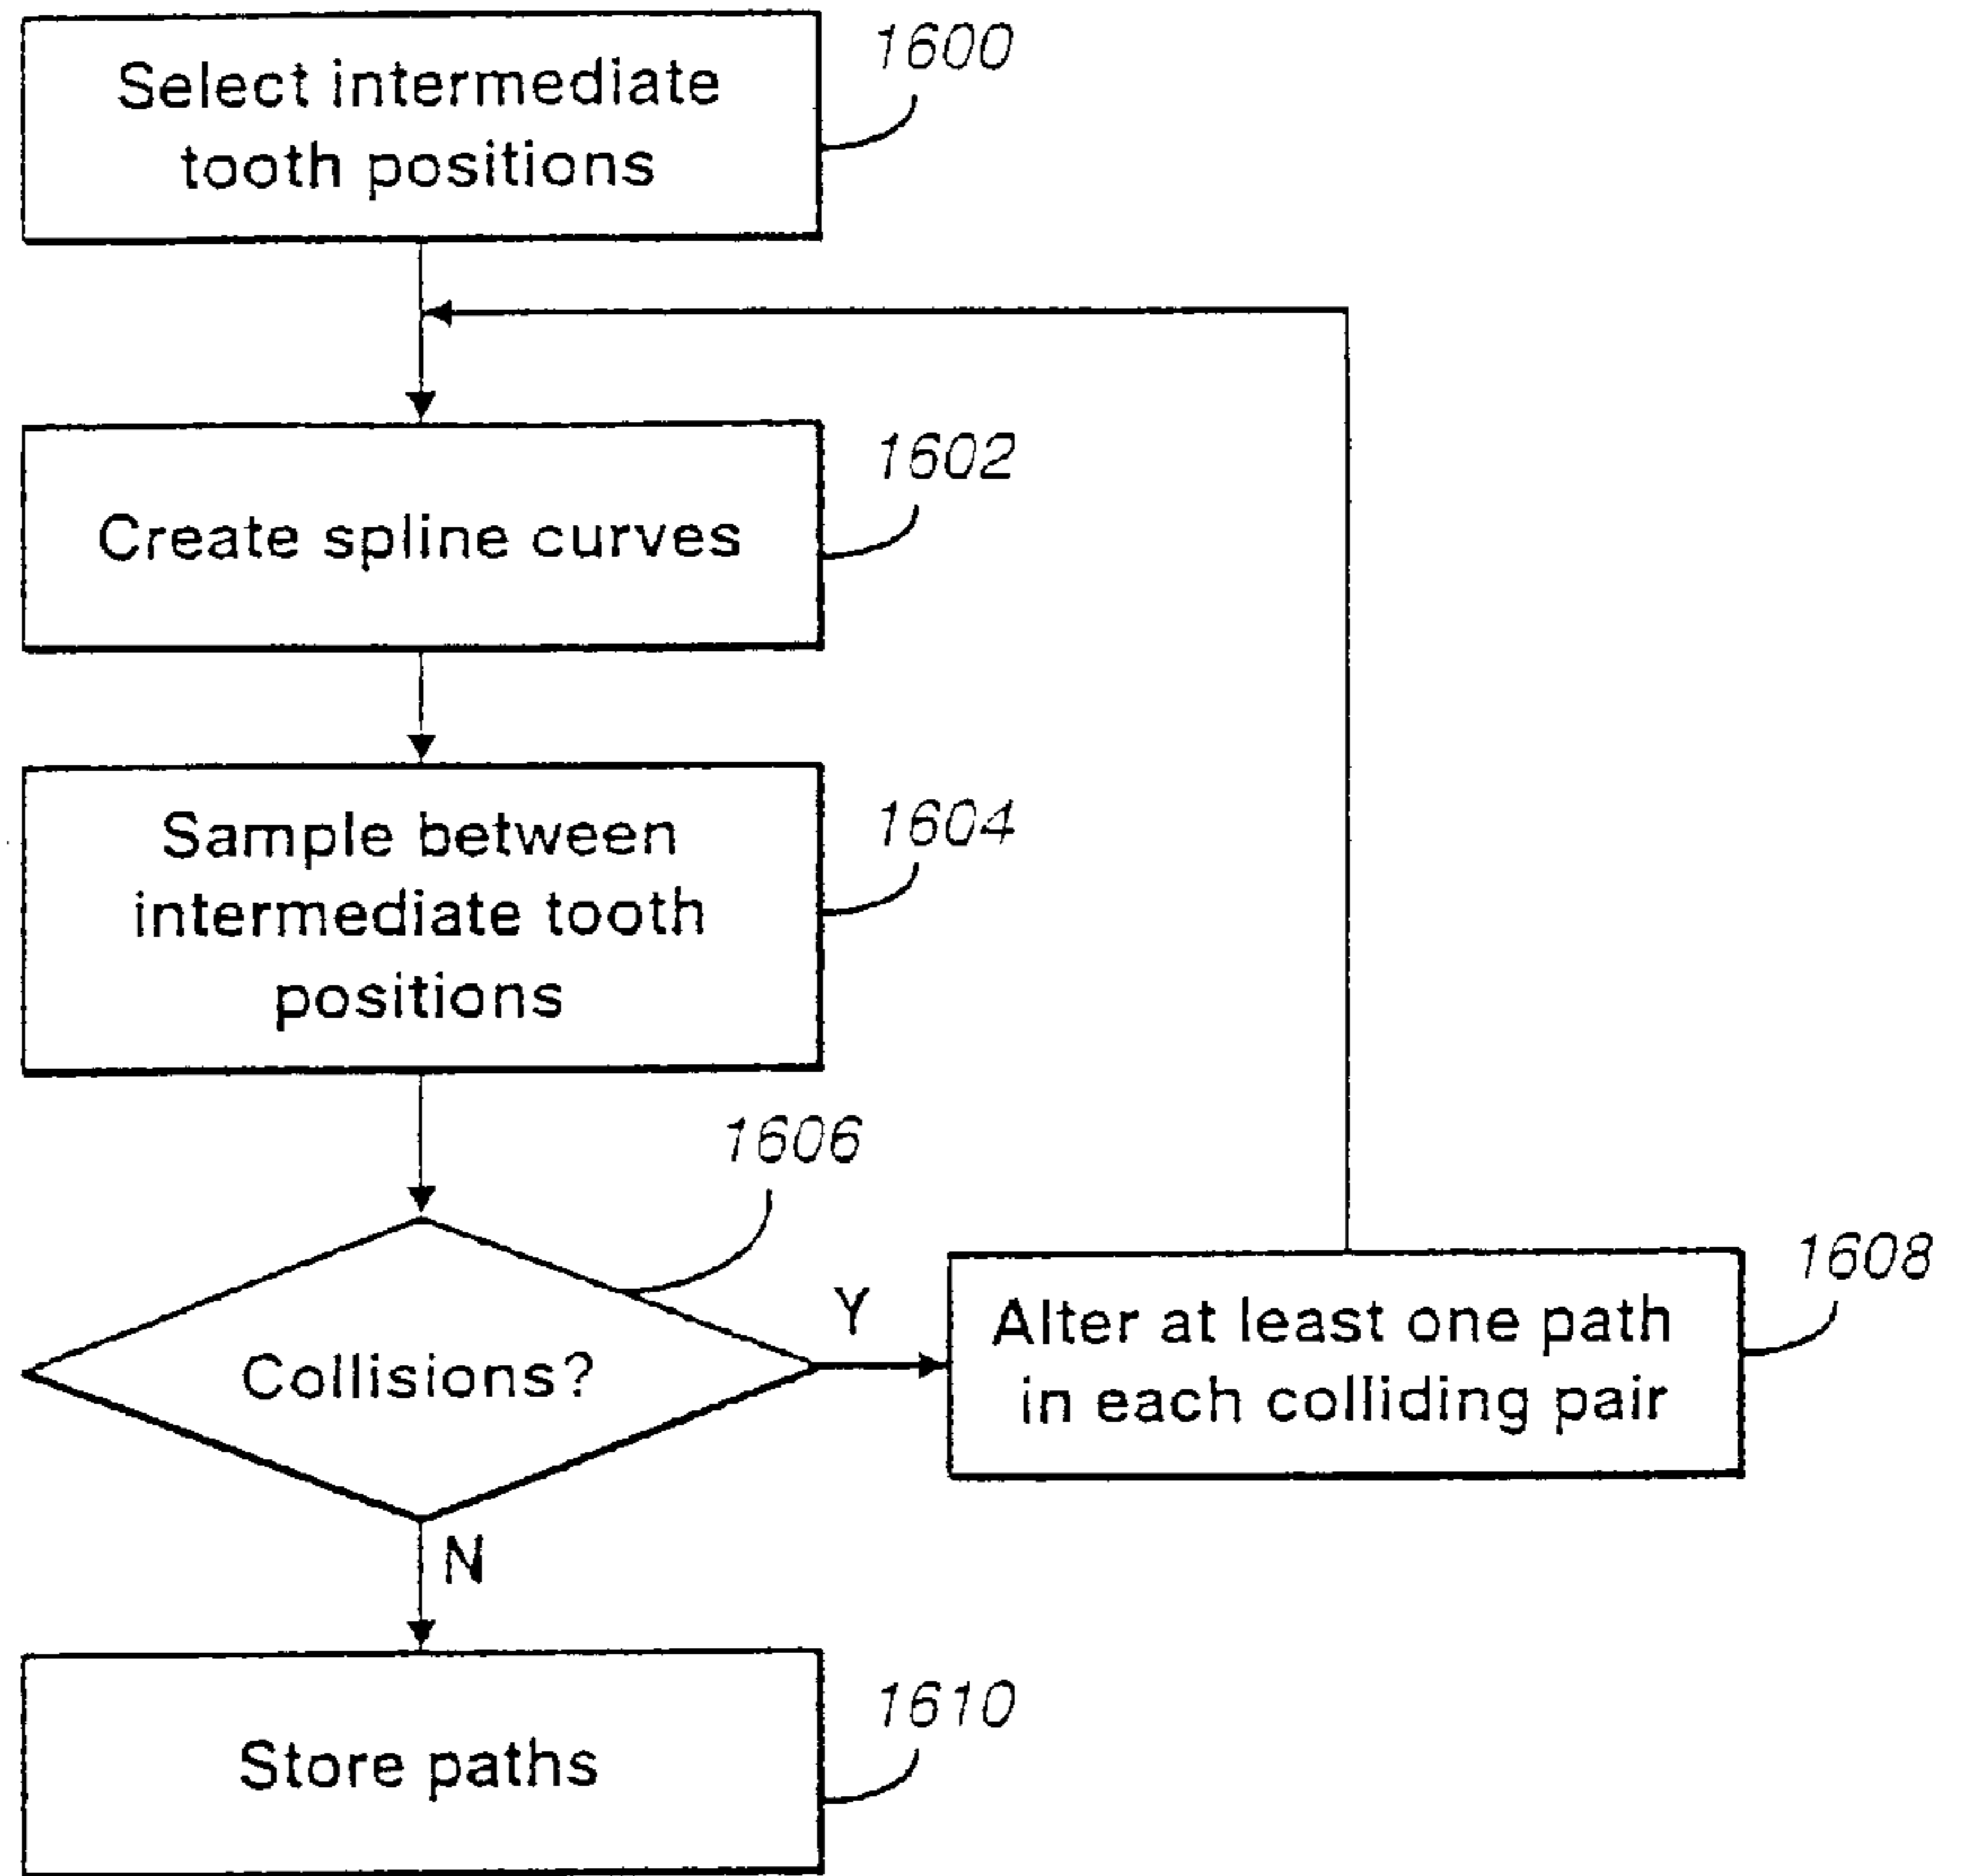 1600
Select intermediate
tooth positions
1602
Create spline curves
1604
Sample between
intermediate tooth
positions
1606
Collisions?
Y
1608
Alter at least one path
in each colliding pair
N
1610
Store paths